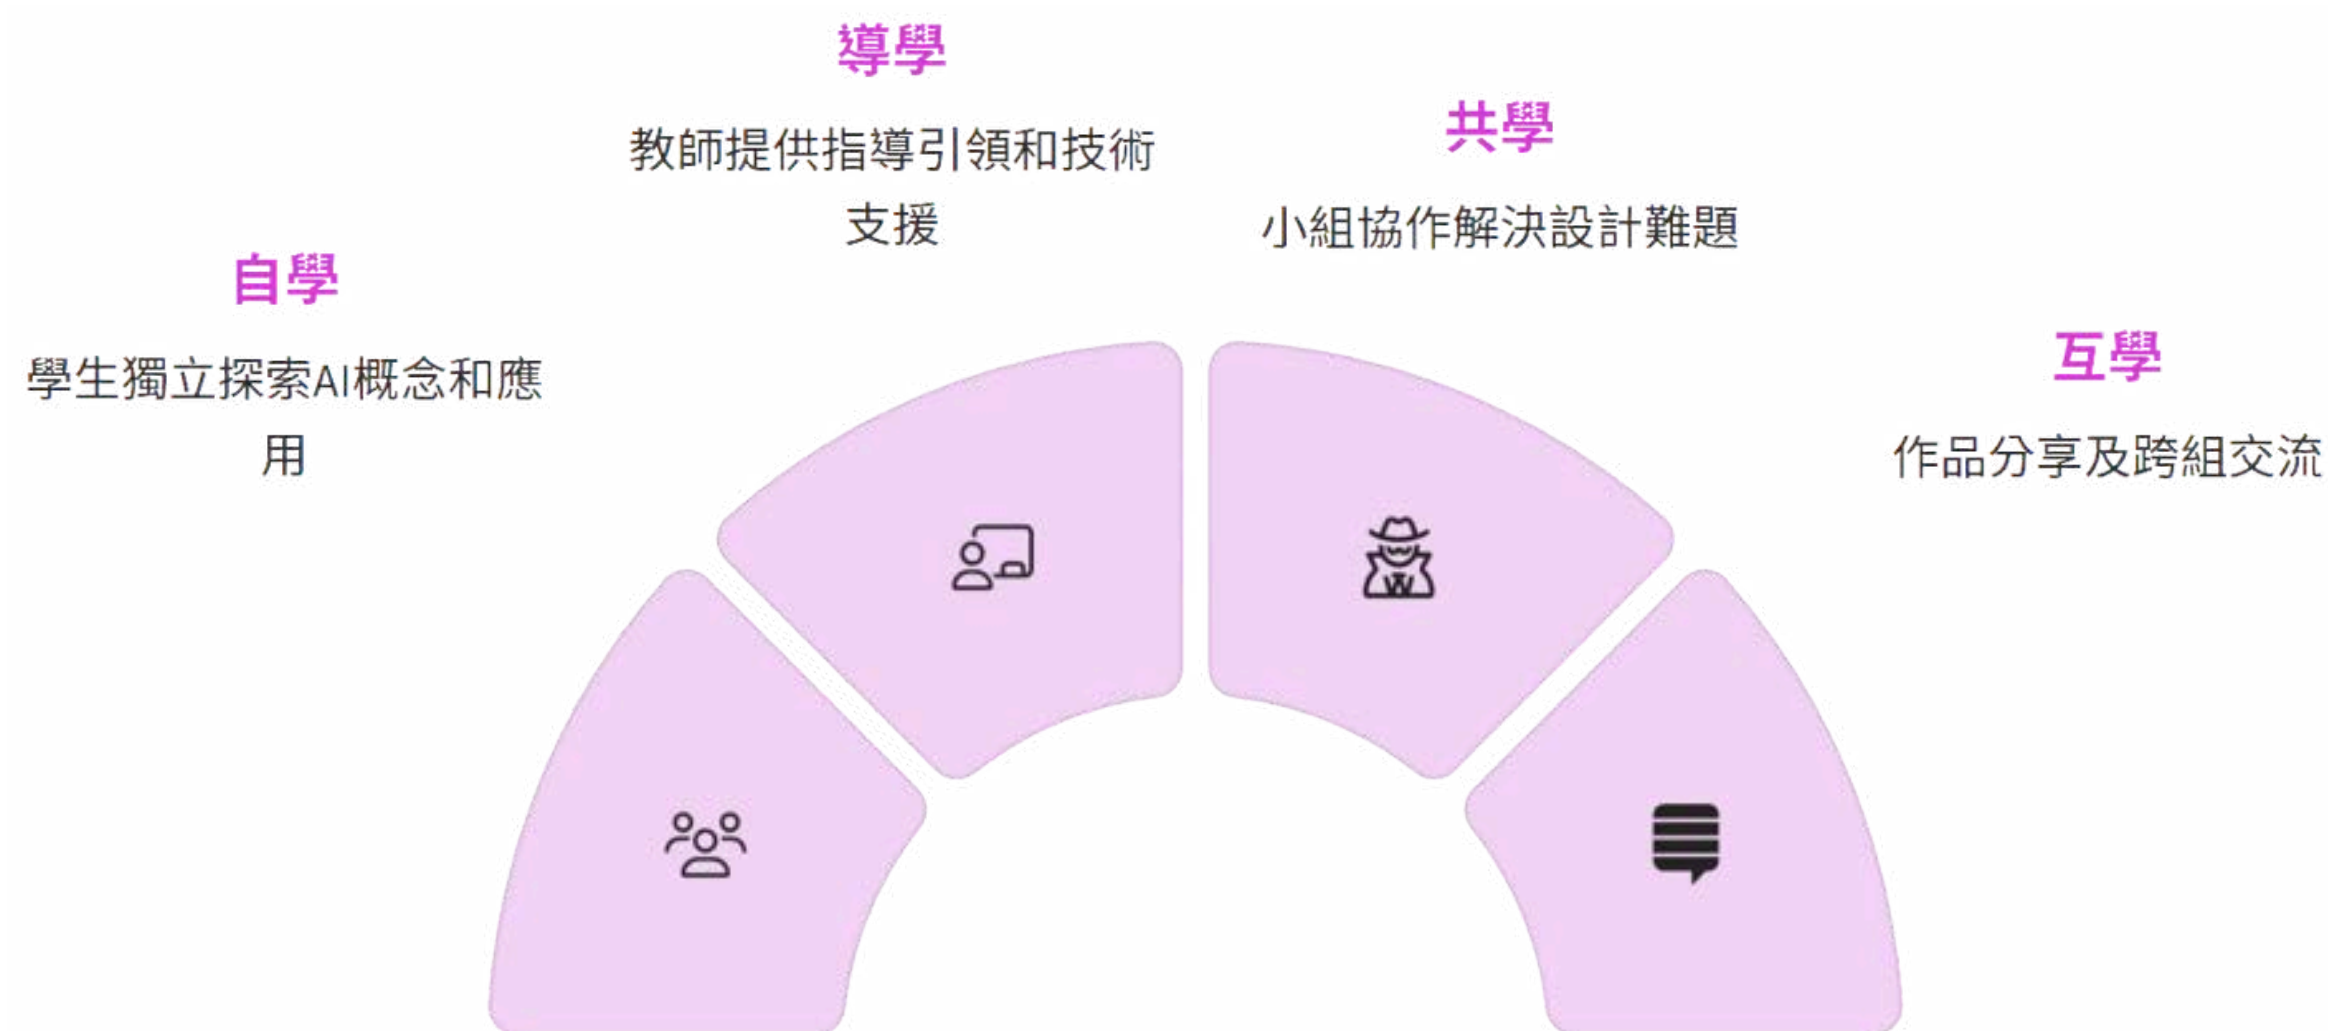 自學
學生獨立探索AI概念和應
用
導學
教師提供指導引領和技術
支援
共學
小組協作解決設計難題
互學
作品分享及跨組交流